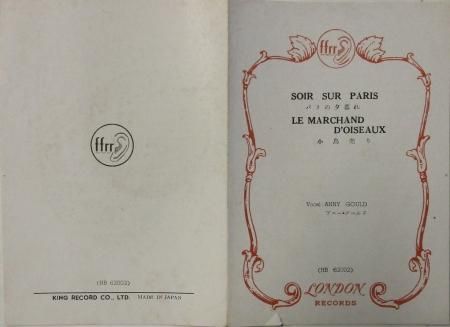 ffrr
(HB 62002)
KING RECORD CO., LTD. MADE IN JAPAN
ffrr
SOIR SUR PARIS
パリの夕暮れ
LE MARCHAND
D'OISEAUX
小鳥売り
Vocal ANNY GOULD
アニー・グールド
(HB 62002)
LONDON
RECORDS